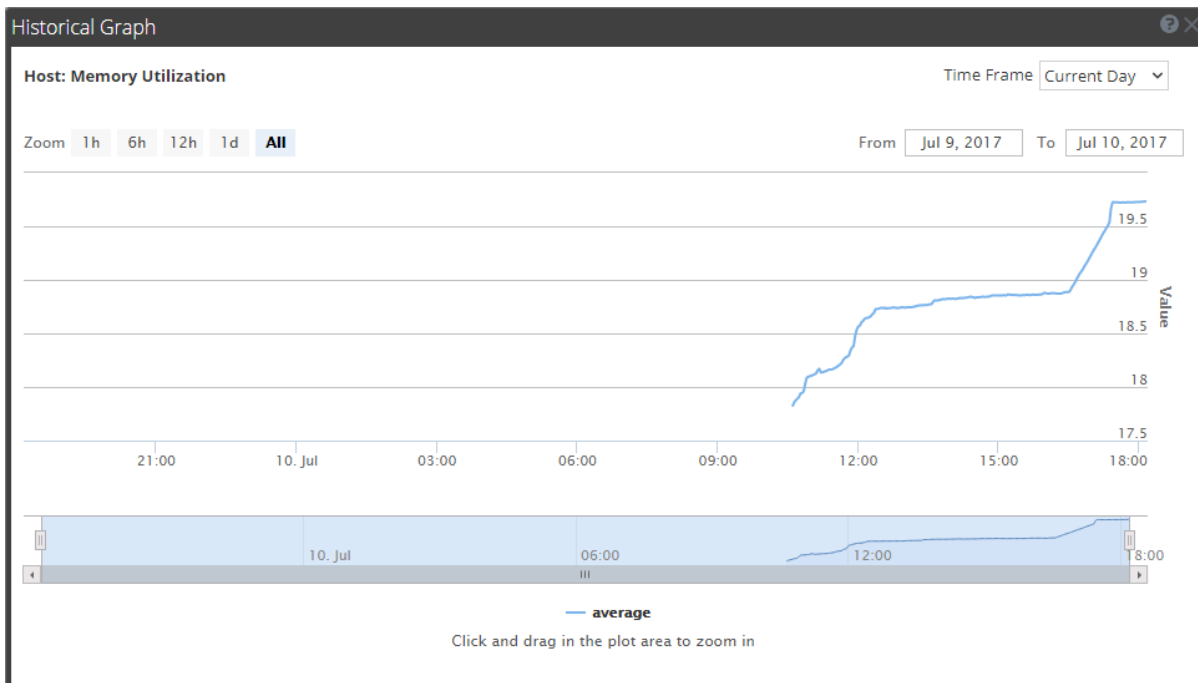 Historical Graph
Host: Memory Utilization
Time Frame Current Day
Zoom 1h 6h 12h 1d All
From Jul 9, 2017 To Jul 10, 2017
19.5
19
18.5
18
17.5
Value
21:00 10. Jul 03:00 06:00 09:00 12:00 15:00 18:00
10. Jul 06:00 12:00 18:00
average
Click and drag in the plot area to zoom in